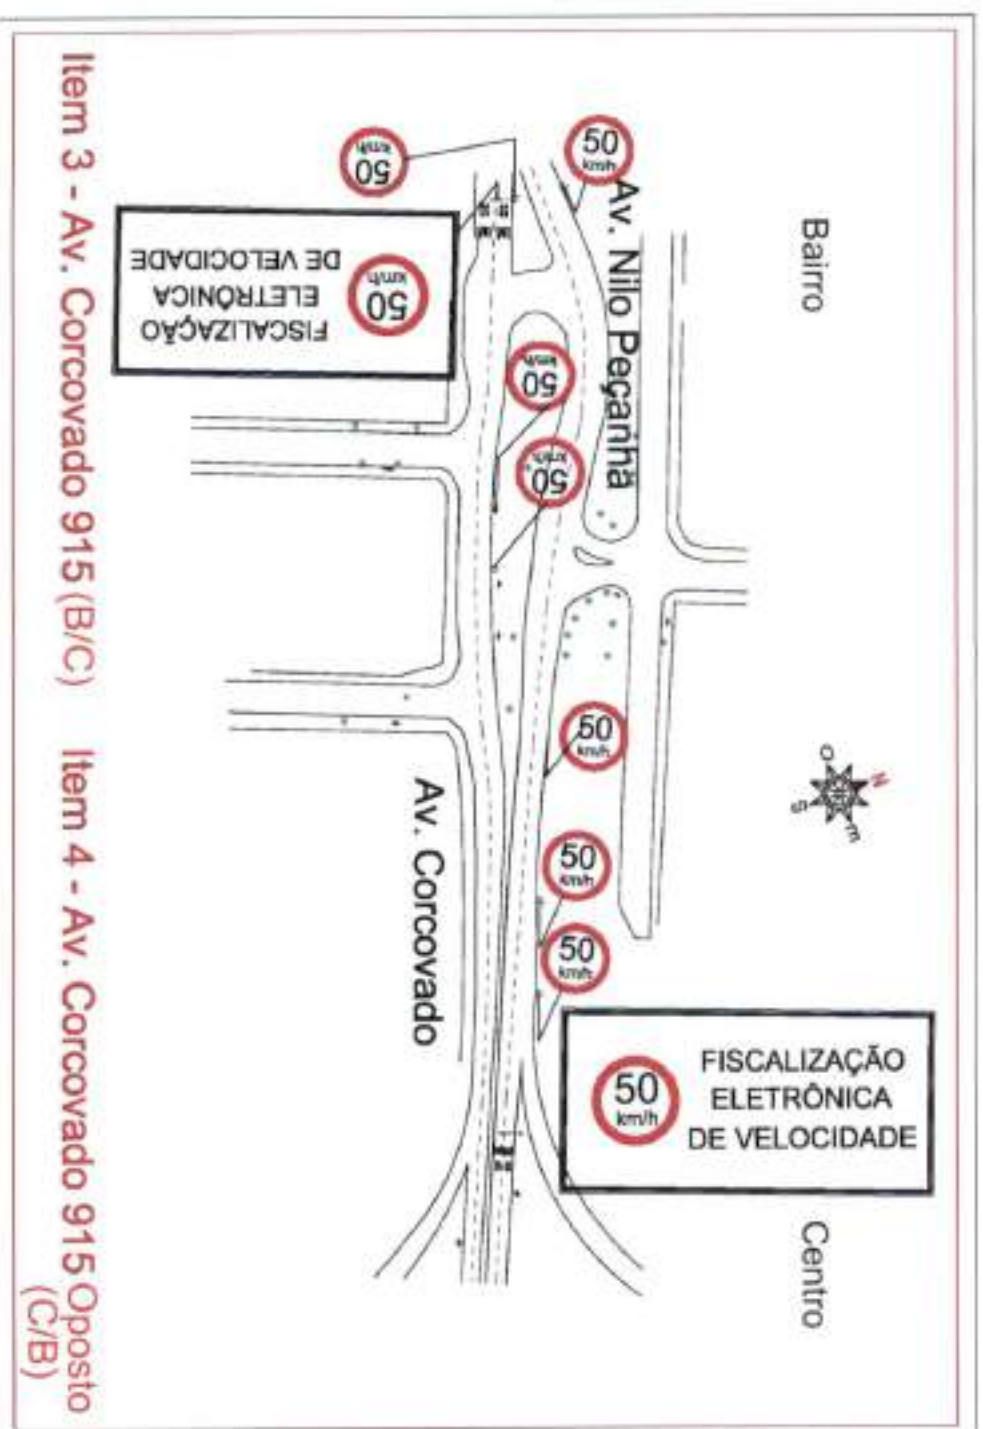 Item 3 - Av. Corcovado 915 (B/C)
Item 4 - Av. Corcovado 915 Oposto
(C/B)
Bairro
Centro
Av. Nilo Peçanha
Av. Corcovado
50
km/h
50
km/h
FISCALIZAÇÃO
ELETRÔNICA
DE VELOCIDADE
50
km/h
50
km/h
50
km/h
50
km/h
50
km/h
50
km/h
FISCALIZAÇÃO
ELETRÔNICA
DE VELOCIDADE
50
km/h
N
O
S